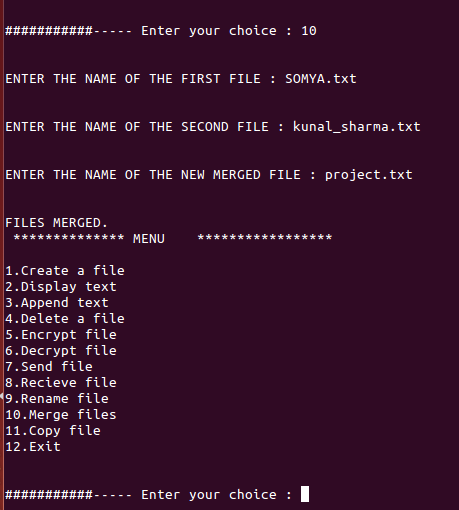 ###########----- Enter your choice : 10
ENTER THE NAME OF THE FIRST FILE : SOMYA.txt
ENTER THE NAME OF THE SECOND FILE : kunal_sharma.txt
ENTER THE NAME OF THE NEW MERGED FILE : project.txt
FILES MERGED.
************** MENU    *****************
1.Create a file
2.Display text
3.Append text
4.Delete a file
5.Encrypt file
6.Decrypt file
7.Send file
8.Recieve file
9.Rename file
10.Merge files
11.Copy file
12.Exit
###########----- Enter your choice :